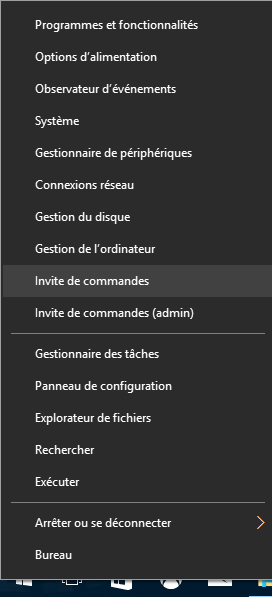 Programmes et fonctionnalités
Options d’alimentation
Observateur d’événements
Système
Gestionnaire de périphériques
Connexions réseau
Gestion du disque
Gestion de l’ordinateur
Invite de commandes
Invite de commandes (admin)
Gestionnaire des tâches
Panneau de configuration
Explorateur de fichiers
Rechercher
Exécuter
Arrêter ou se déconnecter
Bureau